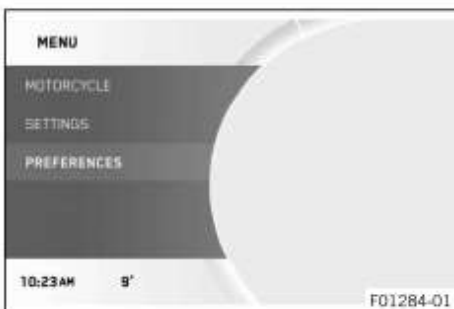 MENU
MOTORCYCLE
SETTINGS
PREFERENCES
10:23AM 9°
F01284-01